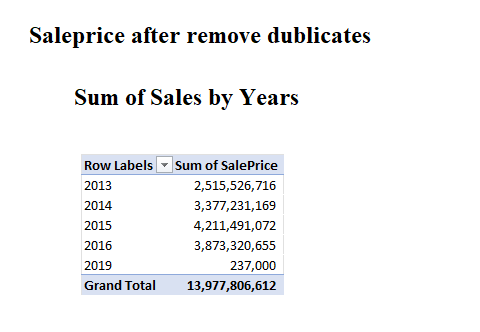 Saleprice after remove dublicates
Sum of Sales by Years
Row Labels Sum of SalePrice
2013 2,515,526,716
2014 3,377,231,169
2015 4,211,491,072
2016 3,873,320,655
2019 237,000
Grand Total 13,977,806,612